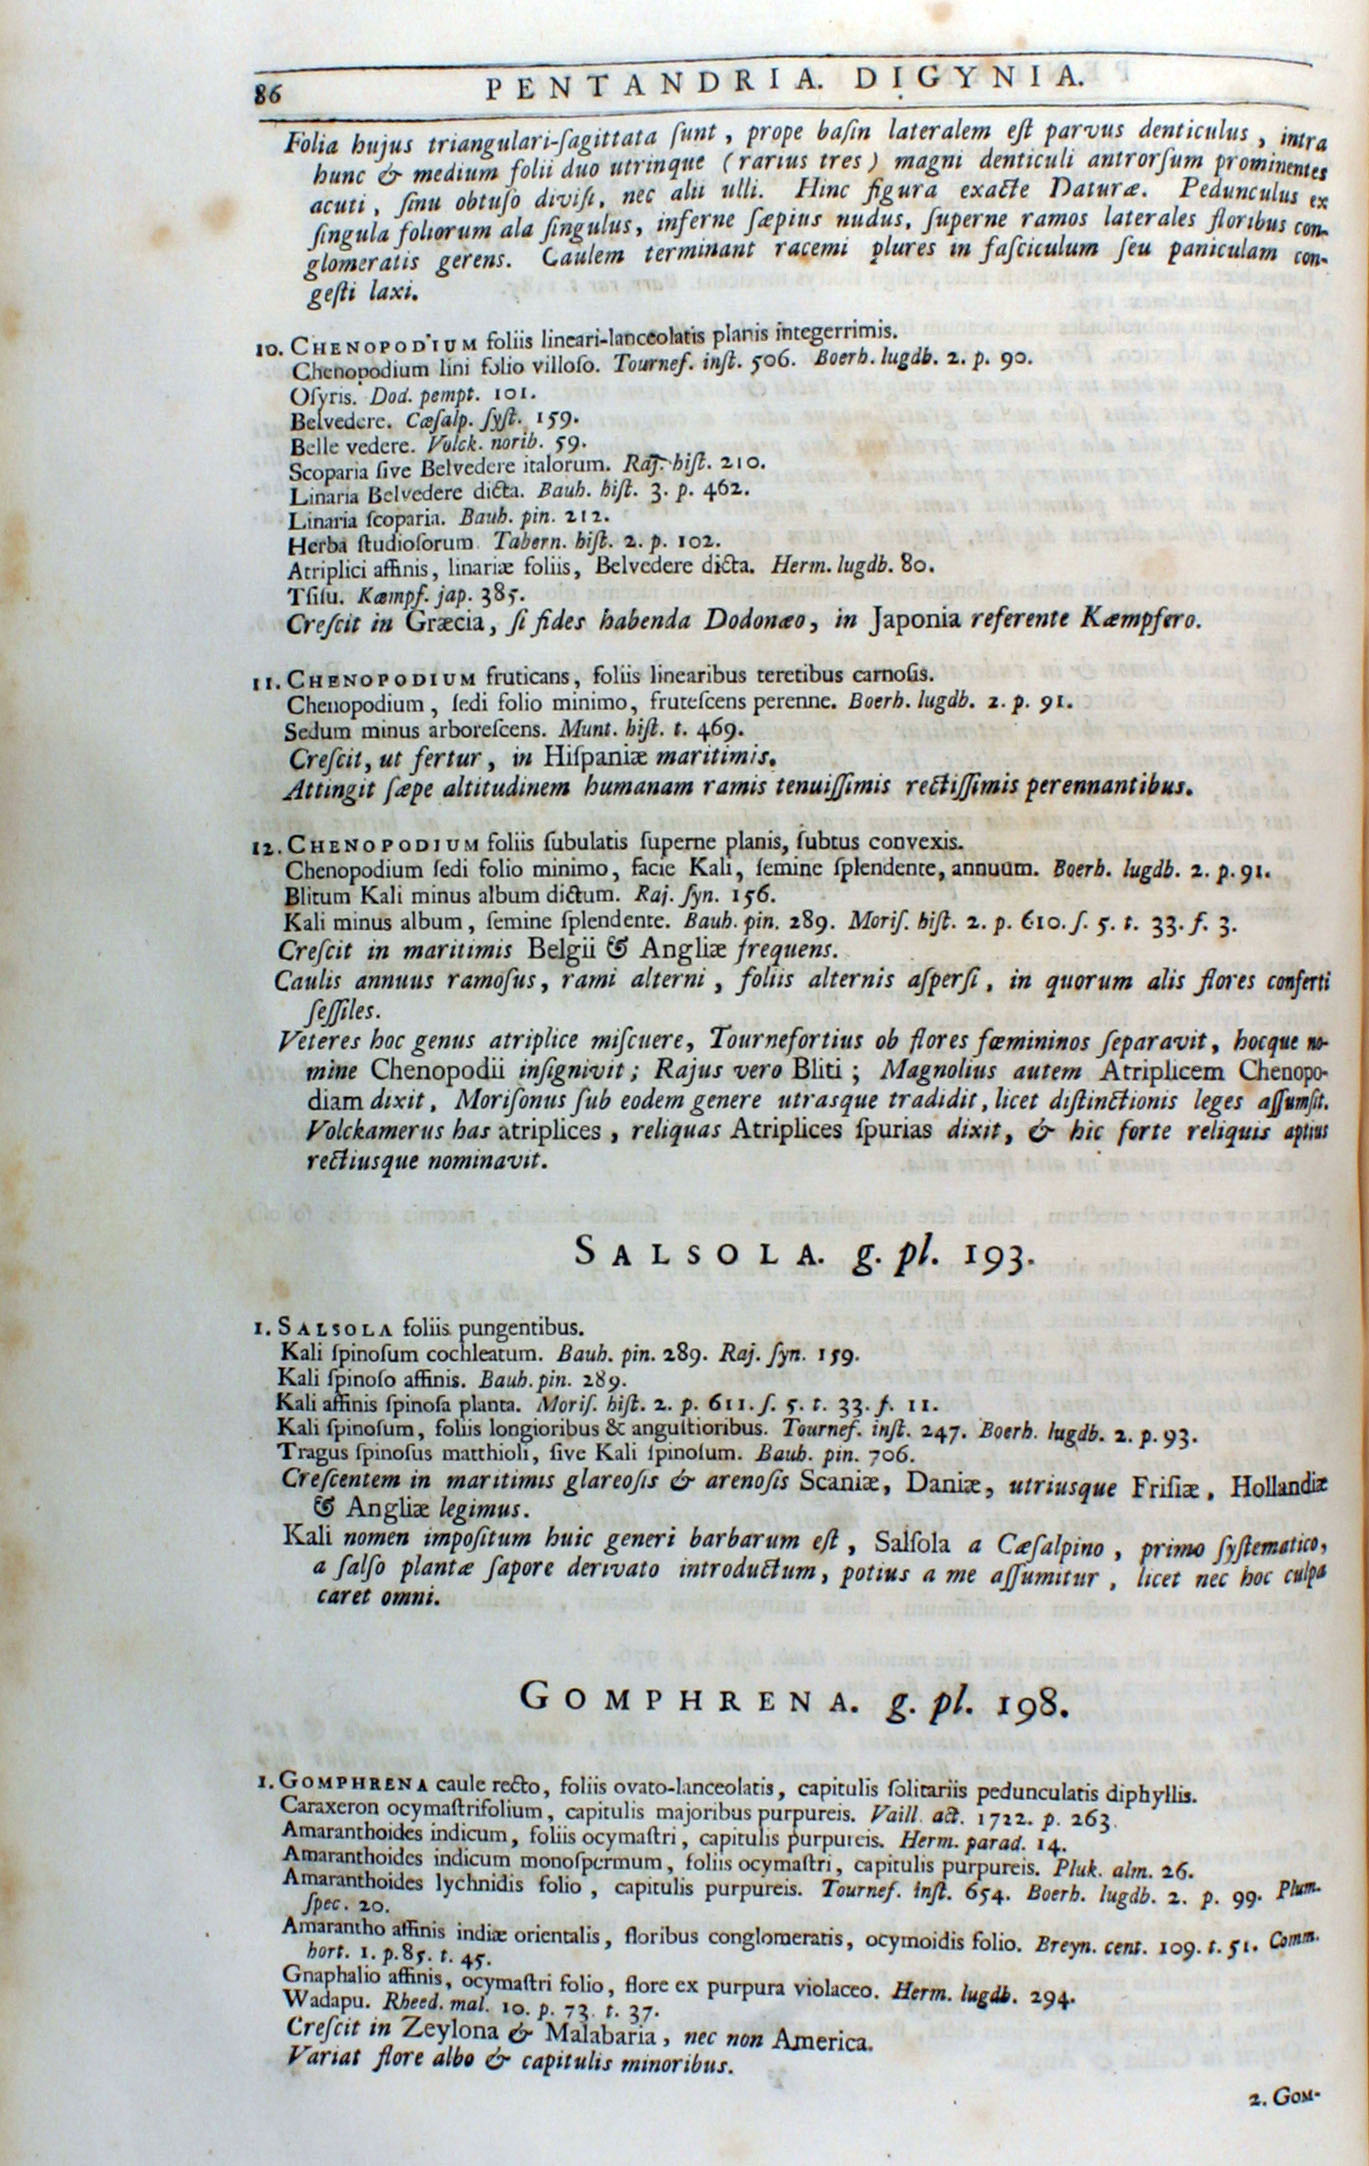 86 PENTANDRIA. DIGYNIA.
Folia hujus triangulari-ſagittata ſunt, prope baſin lateralem eſt parvus denticulus, intra
hunc & medium folii duo utrinque (rarius tres) magni denticuli antrorſum prominentes
acuti, ſinu obtuſo diviſi, nec alii ulli. Hinc figura exacte Naturæ. Pedunculus ex
ſingula foliorum ala ſingulus, inferne ſæpius nudus, ſuperne ramos laterales floribus con-
glomeratis gerens. Caulem terminant racemi plures in faſciculum ſeu paniculam con-
geſti laxi.
10. CHENOPODIUM foliis lineari-lanceolatis planis integerrimis.
Chenopodium lini folio villoſo. Tournef. inſt. 506. Boerh. lugdb. 2. p. 90.
Oſyris. Dod. pempt. 101.
Belvedere. Cæſalp. ſyſt. 159.
Belle vedere. Volck. norib. 59.
Scoparia ſive Belvedere italorum. Raj. hiſt. 210.
Linaria Belvedere dicta. Bauh. hiſt. 3. p. 462.
Linaria ſcoparia. Bauh. pin. 212.
Herba ſtudioſorum. Tabern. hiſt. 2. p. 102.
Atriplici affinis, linariæ foliis, Belvedere dicta. Herm. lugdb. 80.
Tſiſu. Kæmpf. jap. 385.
Creſcit in Græcia, ſi fides habenda Dodonæo, in Japonia referente Kæmpfero.
11. CHENOPODIUM fruticans, foliis linearibus teretibus carnoſis.
Chenopodium, ſedi folio minimo, fruteſcens perenne. Boerh. lugdb. 2. p. 91.
Sedum minus arboreſcens. Munt. hiſt. t. 469.
Creſcit, ut fertur, in Hiſpaniæ maritimis.
Attingit ſæpe altitudinem humanam ramis tenuiſſimis rectiſſimis perennantibus.
12. CHENOPODIUM foliis ſubulatis ſuperne planis, ſubtus convexis.
Chenopodium ſedi folio minimo, facie Kali, ſemine ſplendente, annuum. Boerh. lugdb. 2. p. 91.
Blitum Kali minus album dictum. Raj. ſyn. 156.
Kali minus album, ſemine ſplendente. Bauh. pin. 289. Moriſ. hiſt. 2. p. 610. ſ. 5. t. 33. f. 3.
Creſcit in maritimis Belgii & Angliæ frequens.
Caulis annuus ramoſus, rami alterni, foliis alternis aſperſi, in quorum alis flores conferti
ſeſſiles.
Veteres hoc genus atriplice miſcuere, Tournefortius ob flores fœmininos ſeparavit, hocque no-
mine Chenopodii inſignivit; Rajus vero Bliti; Magnolius autem Atriplicem Chenopo-
diam dixit, Moriſonus ſub eodem genere utrasque tradidit, licet diſtinctionis leges aſſumſit.
Volckamerus has atriplices, reliquas Atriplices ſpurias dixit, & hic forte reliquis aptius
rectiusque nominavit.
SALSOLA. g. pl. 193.
1. SALSOLA foliis pungentibus.
Kali ſpinoſum cochleatum. Bauh. pin. 289. Raj. ſyn. 159.
Kali ſpinoſo affinis. Bauh. pin. 289.
Kali affinis ſpinoſa planta. Moriſ. hiſt. 2. p. 611. ſ. 5. t. 33. f. 11.
Kali ſpinoſum, foliis longioribus & anguſtioribus. Tournef. inſt. 247. Boerh. lugdb. 2. p. 93.
Tragus ſpinoſus matthioli, ſive Kali ſpinoſum. Bauh. pin. 706.
Creſcentem in maritimis glareoſis & arenoſis Scaniæ, Daniæ, utriusque Friſiæ, Hollandiæ
& Angliæ legimus.
Kali nomen impoſitum huic generi barbarum eſt, Salſola a Cæſalpino, primo ſyſtematico,
a ſalſo plantæ ſapore derivato introductum, potius a me aſſumitur, licet nec hoc culpa
caret omni.
GOMPHRENA. g. pl. 198.
1. GOMPHRENA caule recto, foliis ovato-lanceolatis, capitulis ſolitariis pedunculatis diphyllis.
Caraxeron ocymaſtrifolium, capitulis majoribus purpureis. Vaill. act. 1722. p. 263.
Amaranthoides indicum, foliis ocymaſtri, capitulis purpureis. Herm. parad. 14.
Amaranthoides indicum monoſpermum, foliis ocymaſtri, capitulis purpureis. Pluk. alm. 26.
Amaranthoides lychnidis folio, capitulis purpureis. Tournef. inſt. 654. Boerh. lugdb. 2. p. 99. Plum.
ſpec. 20.
Amarantho affinis indiæ orientalis, floribus conglomeratis, ocymoidis folio. Breyn. cent. 109. t. 51. Comm.
hort. 1. p. 85. t. 45.
Gnaphalio affinis, ocymaſtri folio, flore ex purpura violaceo. Herm. lugdb. 294.
Wadapu. Rheed. mal. 10. p. 73. t. 37.
Creſcit in Zeylona & Malabaria, nec non America.
Variat flore albo & capitulis minoribus.
2. GOM-